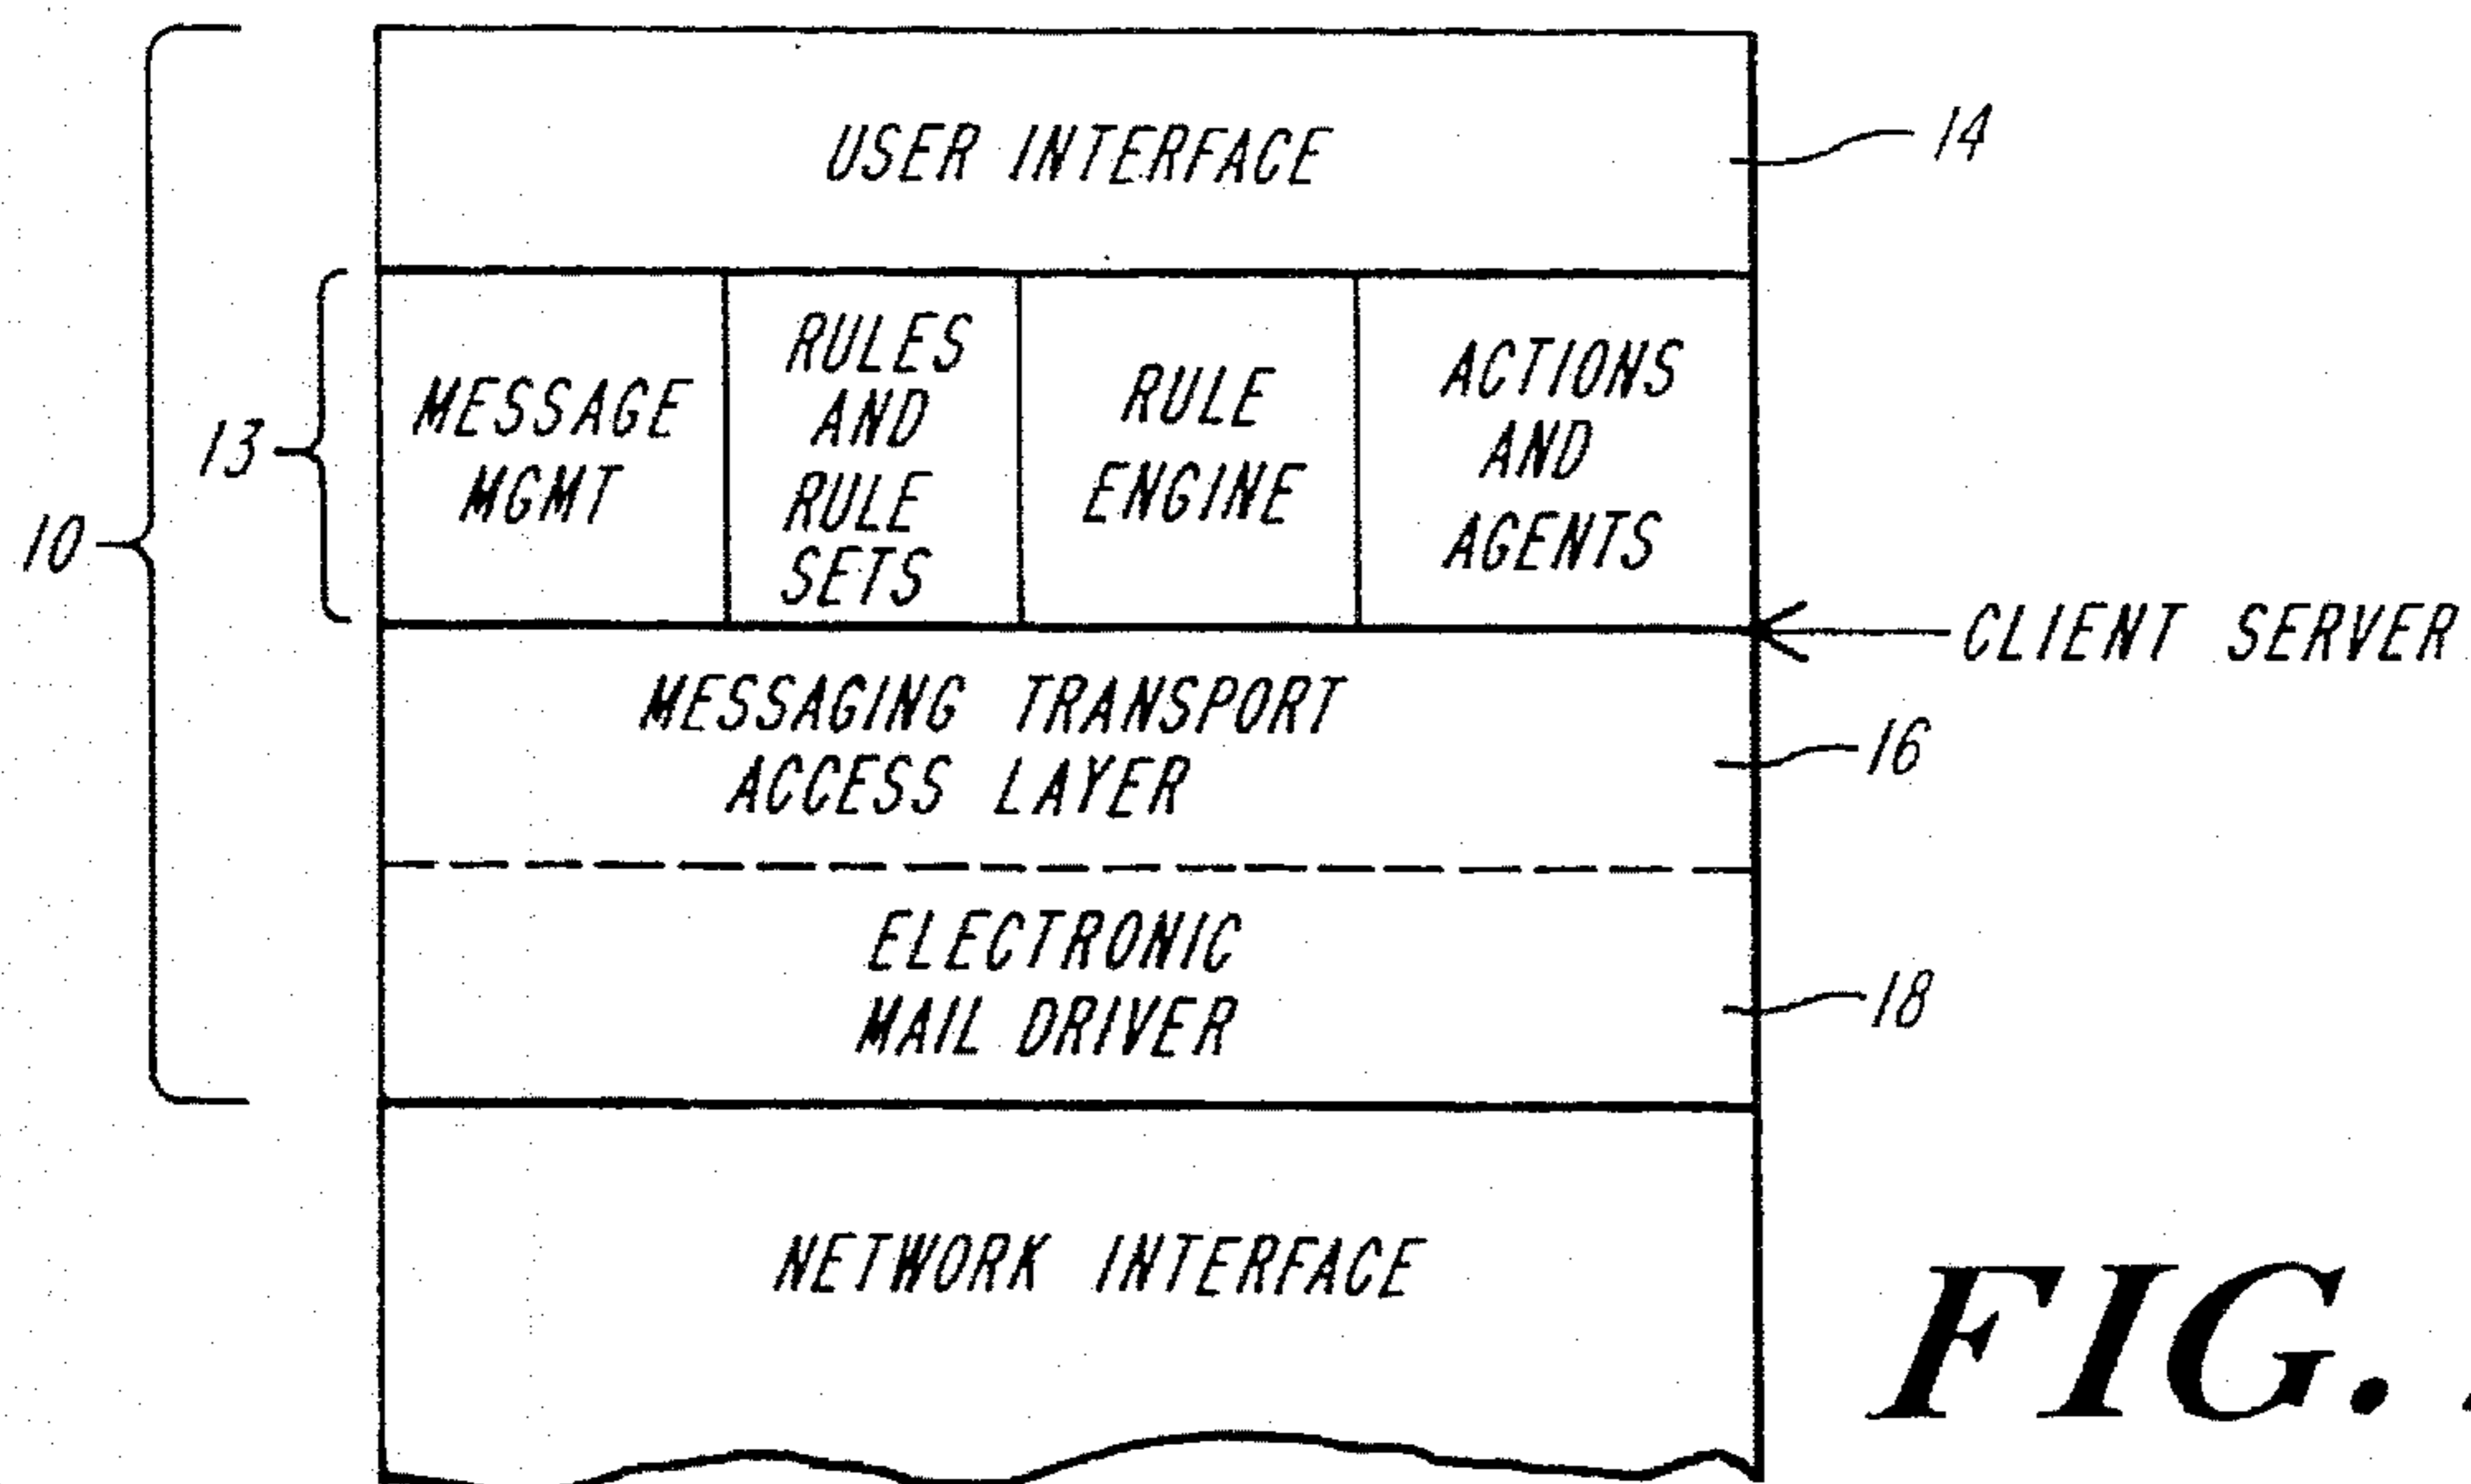 USER INTERFACE
14
MESSAGE
MGMT
RULES
AND
RULE
SETS
RULE
ENGINE
ACTIONS
AND
AGENTS
13
10
CLIENT SERVER
MESSAGING TRANSPORT
ACCESS LAYER
16
ELECTRONIC
MAIL DRIVER
18
NETWORK INTERFACE
FIG.